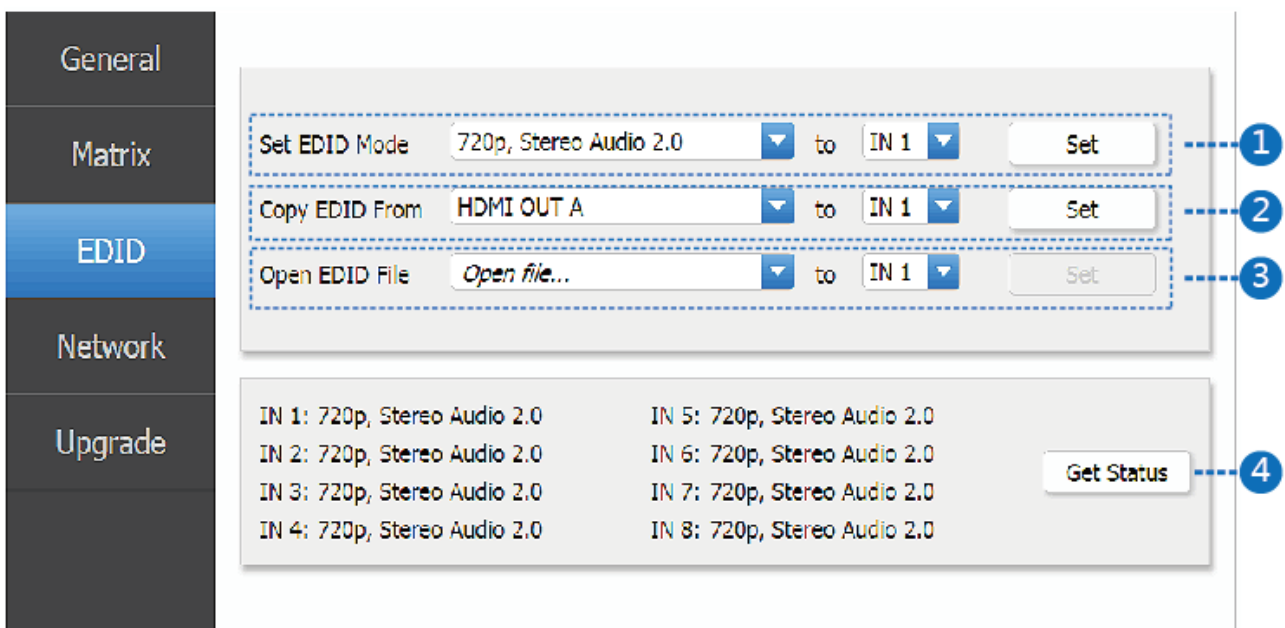 General
Matrix
EDID
Network
Upgrade
Set EDID Mode 720p, Stereo Audio 2.0 to IN 1 Set 1
Copy EDID From HDMI OUT A to IN 1 Set 2
Open EDID File Open file... to IN 1 Set 3
IN 1: 720p, Stereo Audio 2.0 IN 5: 720p, Stereo Audio 2.0
IN 2: 720p, Stereo Audio 2.0 IN 6: 720p, Stereo Audio 2.0
IN 3: 720p, Stereo Audio 2.0 IN 7: 720p, Stereo Audio 2.0
IN 4: 720p, Stereo Audio 2.0 IN 8: 720p, Stereo Audio 2.0
Get Status 4